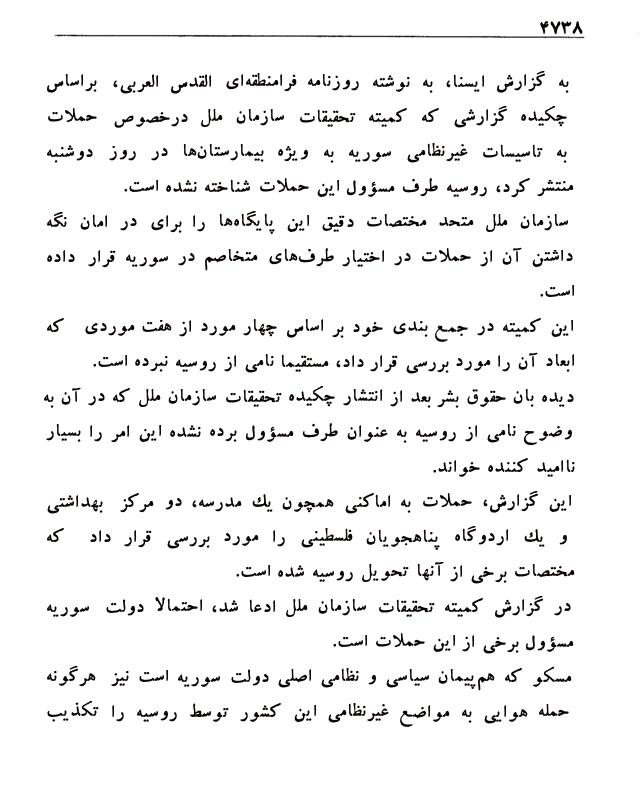 ۴۷۳۸
به گزارش ایسنا، به نوشته روزنامه فرامنطقه‌ای القدس العربی، براساس
چکیده گزارشی که کمیته تحقیقات سازمان ملل درخصوص حملات
به تاسیسات غیرنظامی سوریه به ویژه بیمارستان‌ها در روز دوشنبه
منتشر کرد، روسیه طرف مسؤول این حملات شناخته نشده است.
سازمان ملل متحد مختصات دقیق این پایگاه‌ها را برای در امان نگه
داشتن آن از حملات در اختیار طرف‌های متخاصم در سوریه قرار داده
است.
این کمیته در جمع بندی خود بر اساس چهار مورد از هفت موردی که
ابعاد آن را مورد بررسی قرار داد، مستقیما نامی از روسیه نبرده است.
دیده بان حقوق بشر بعد از انتشار چکیده تحقیقات سازمان ملل که در آن به
وضوح نامی از روسیه به عنوان طرف مسؤول برده نشده این امر را بسیار
ناامید کننده خواند.
این گزارش، حملات به اماکنی همچون یك مدرسه، دو مرکز بهداشتی
و یك اردوگاه پناهجویان فلسطینی را مورد بررسی قرار داد که
مختصات برخی از آنها تحویل روسیه شده است.
در گزارش کمیته تحقیقات سازمان ملل ادعا شد، احتمالا دولت سوریه
مسؤول برخی از این حملات است.
مسکو که هم‌پیمان سیاسی و نظامی اصلی دولت سوریه است نیز هرگونه
حمله هوایی به مواضع غیرنظامی این کشور توسط روسیه را تکذیب